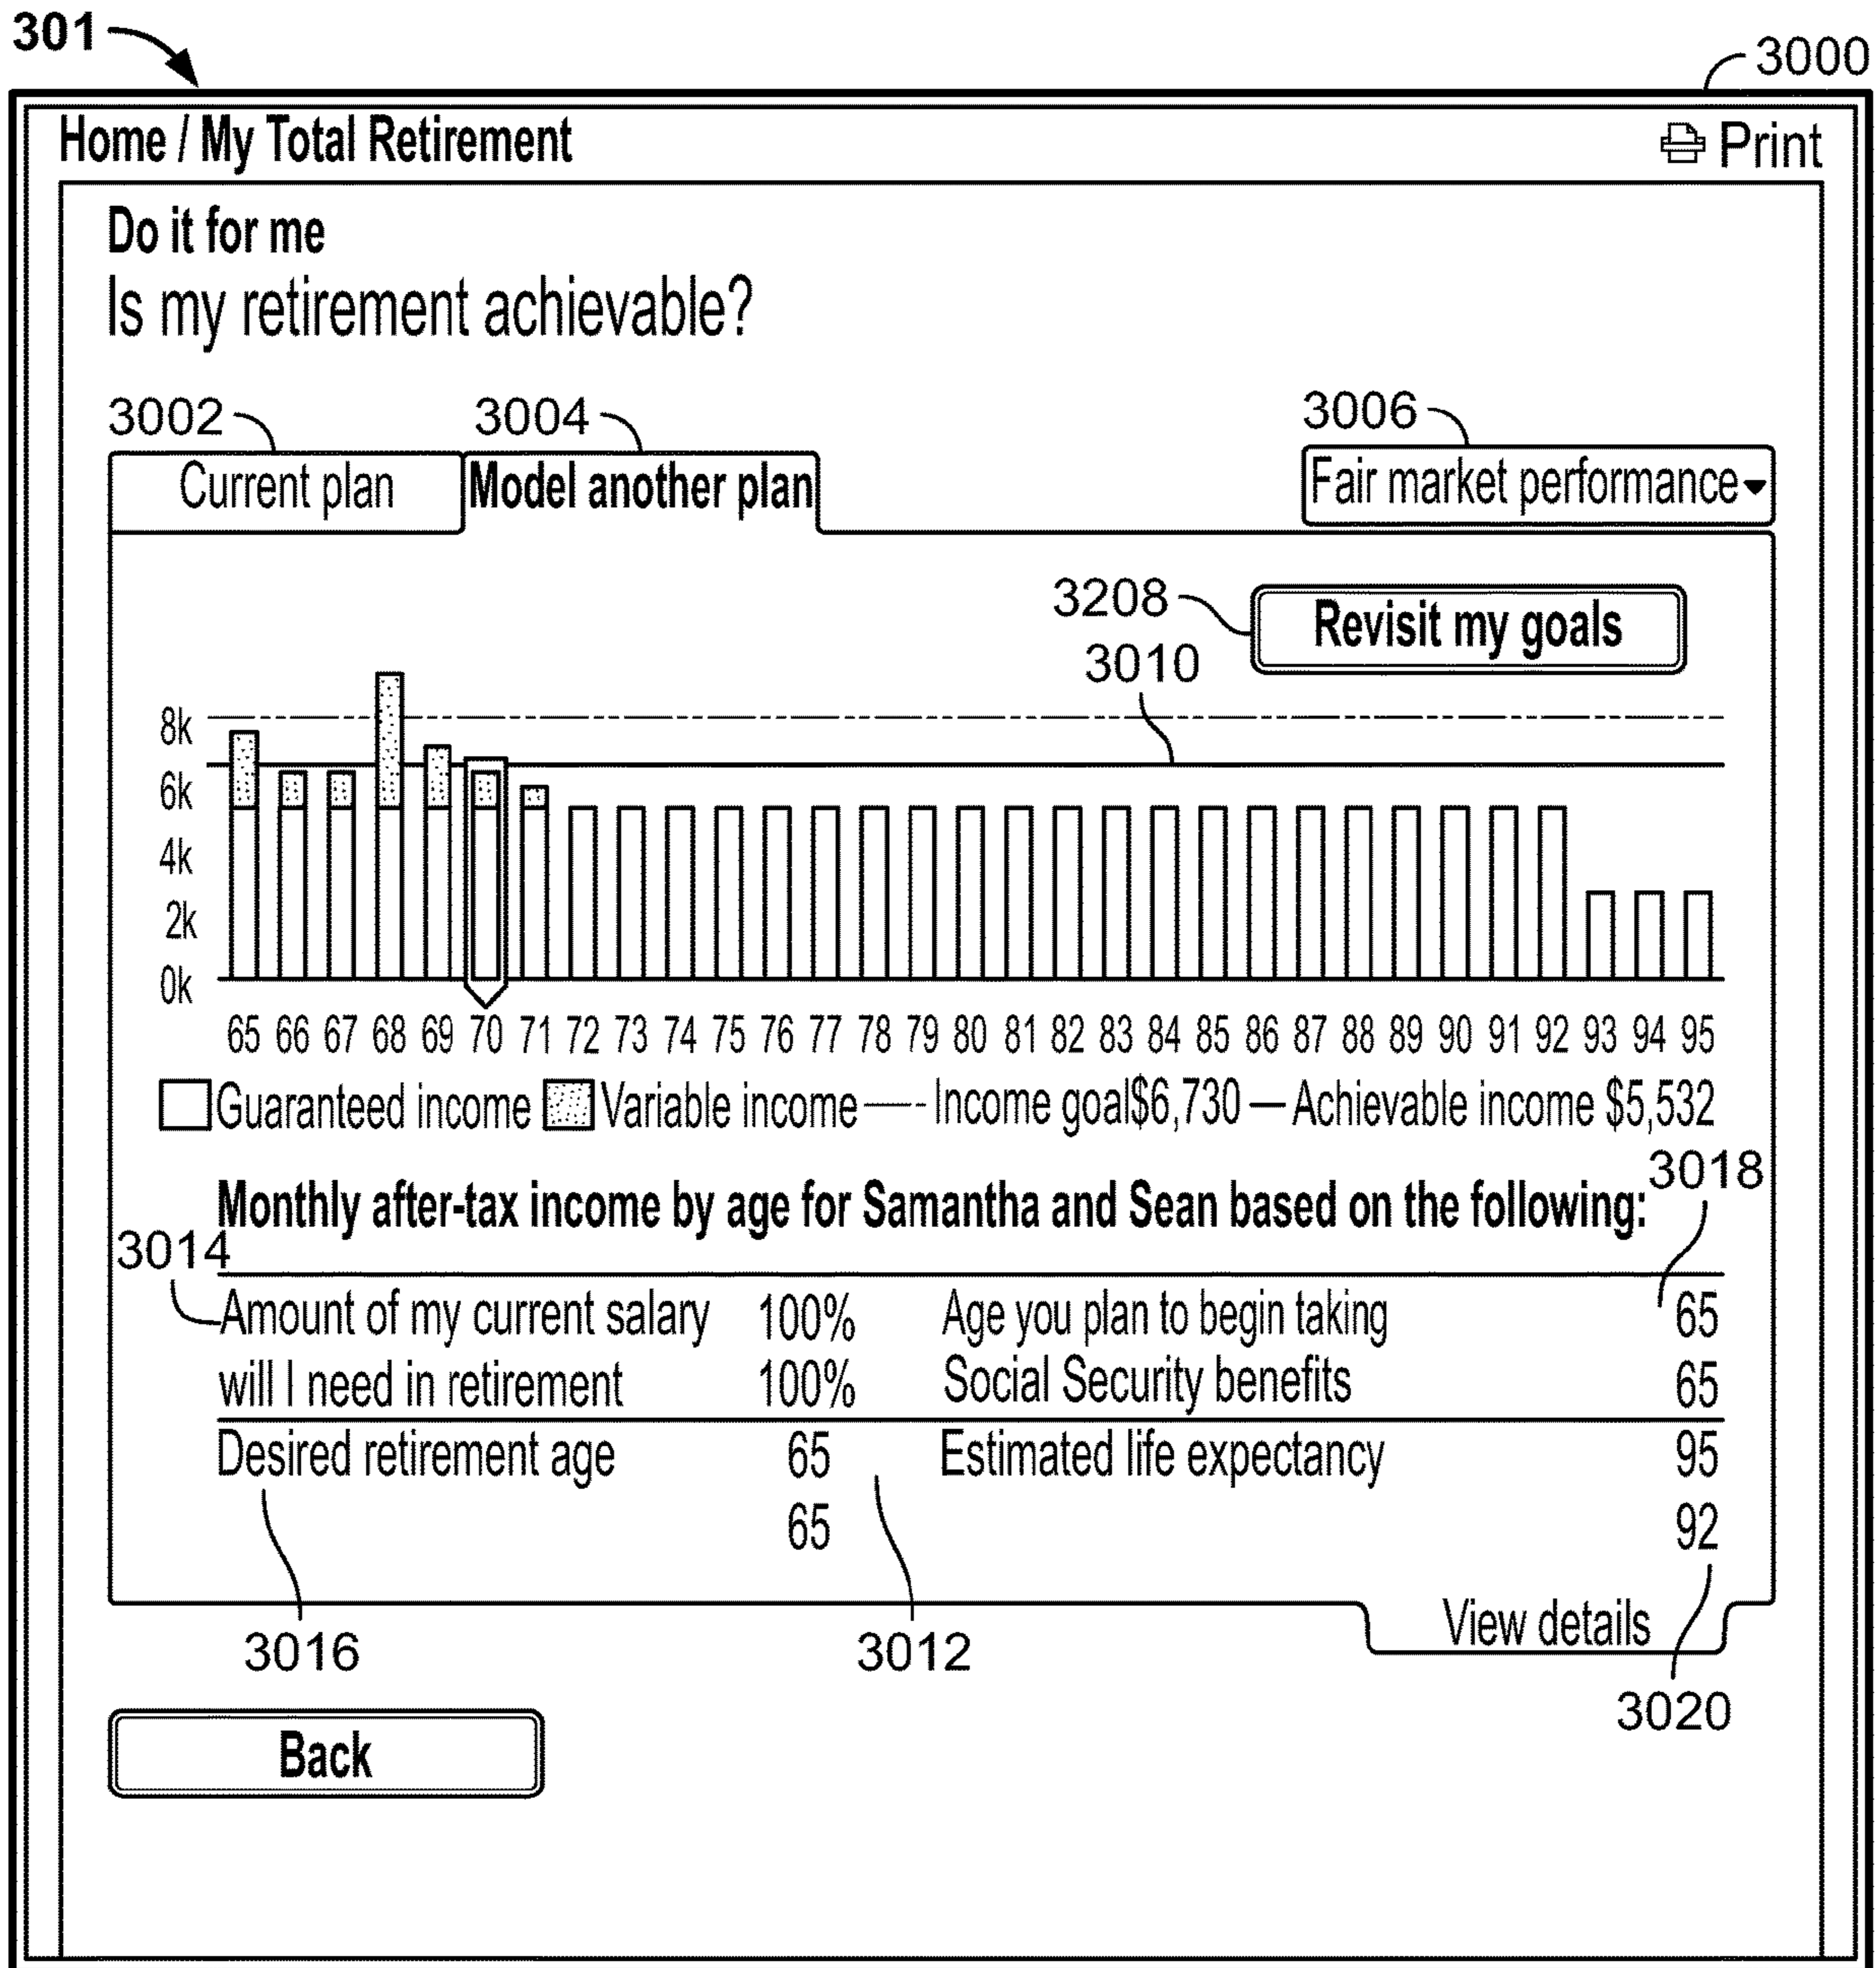 301
3000
Home / My Total Retirement
Print
Do it for me
Is my retirement achievable?
3002
3004
3006
Current plan
Model another plan
Fair market performance
3208
Revisit my goals
3010
8k
6k
4k
2k
0k
65 66 67 68 69 70 71 72 73 74 75 76 77 78 79 80 81 82 83 84 85 86 87 88 89 90 91 92 93 94 95
Guaranteed income Variable income Income goal$6,730 Achievable income $5,532
3018
Monthly after-tax income by age for Samantha and Sean based on the following:
3014
Amount of my current salary 100% Age you plan to begin taking 65
will I need in retirement 100% Social Security benefits 65
Desired retirement age 65 Estimated life expectancy 95
65 92
View details
3016
3012
3020
Back